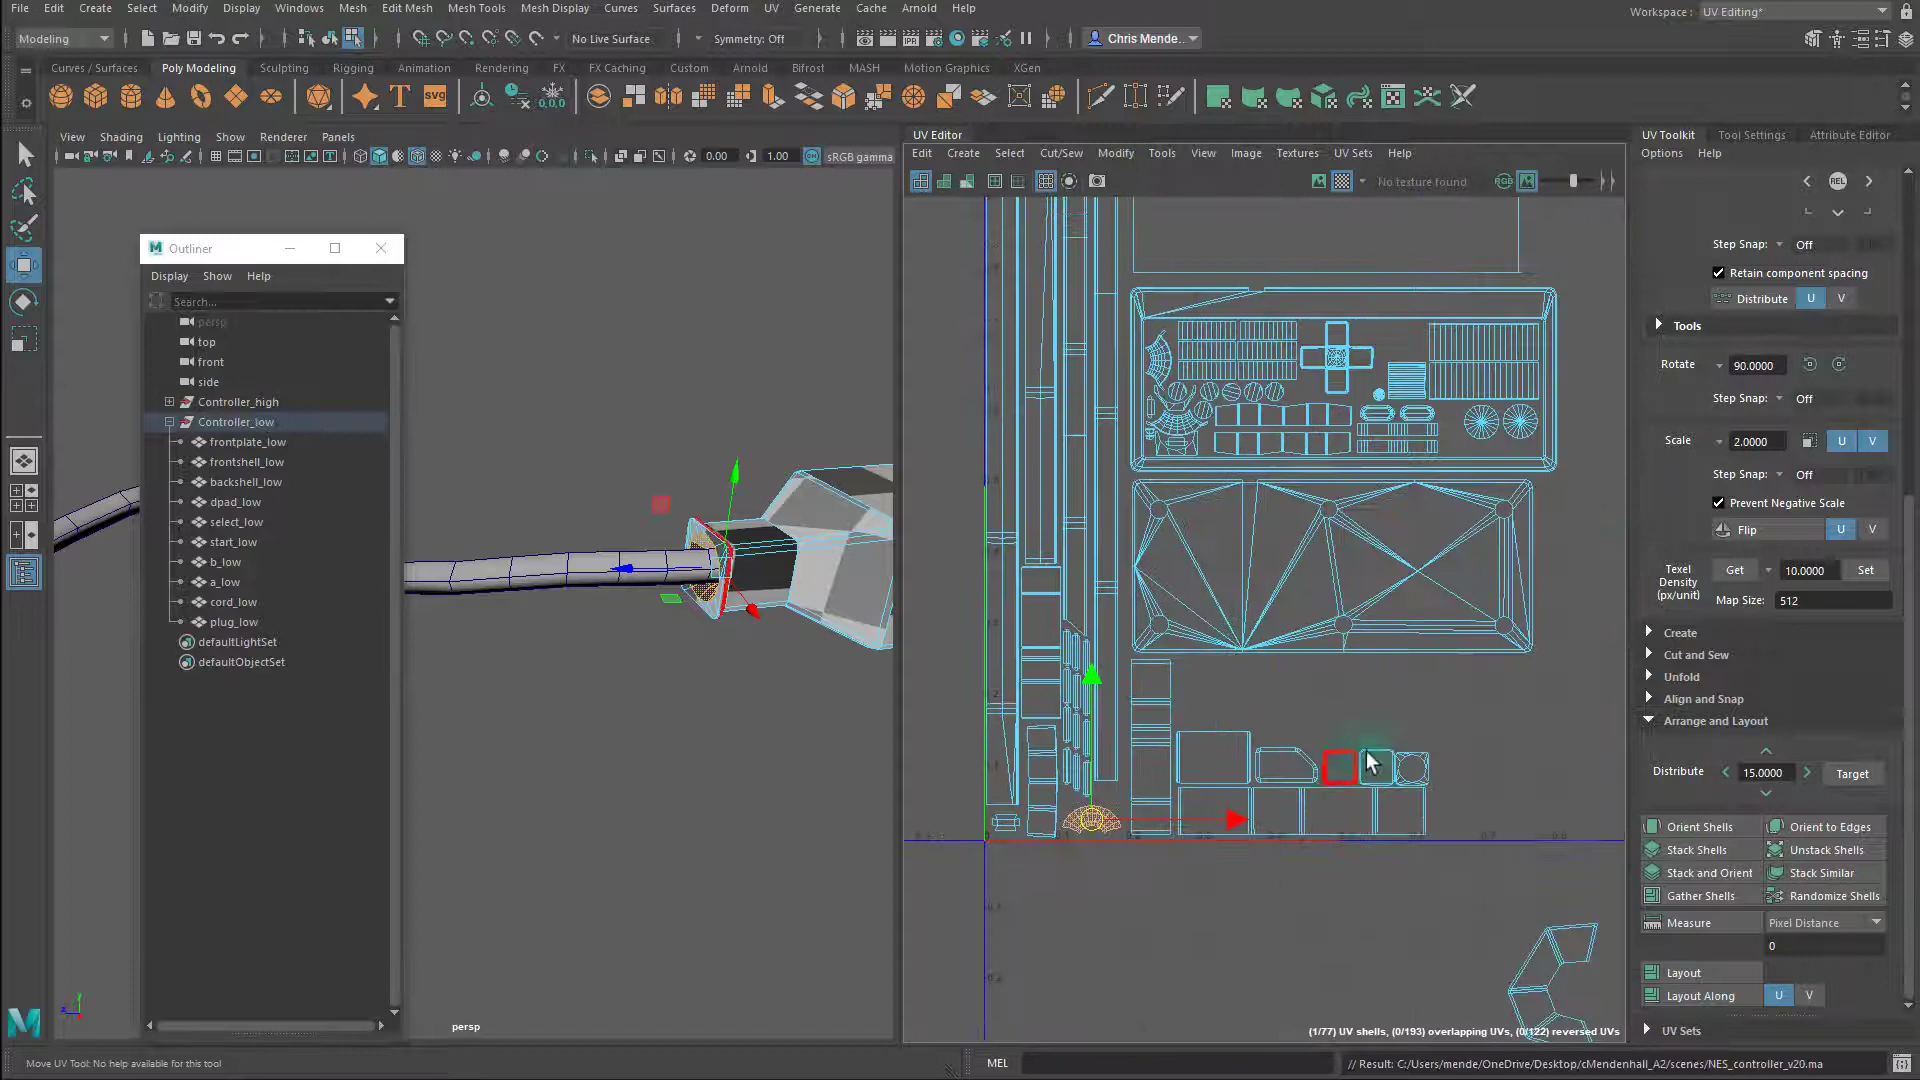 File Edit Create Select Modify Display Windows Mesh Edit Mesh Mesh Tools Mesh Display Curves Surfaces Deform UV Generate Cache Arnold Help
Workspace : UV Editing*
Modeling
No Live Surface
Symmetry: Off
Chris Mende..
Curves / Surfaces Poly Modeling Sculpting Rigging Animation Rendering FX FX Caching Custom Arnold Bifrost MASH Motion Graphics XGen
T
SVG
0,0,0
View Shading Lighting Show Renderer Panels
0.00
1.00
sRGB gamma
UV Editor
Edit Create Select Cut/Sew Modify Tools View Image Textures UV Sets Help
No texture found
RGB
UV Toolkit Tool Settings Attribute Editor
Options Help
REL
Step Snap: Off
Retain component spacing
Distribute U V
Tools
Rotate 90.0000
Step Snap: Off
Scale 2.0000 U V
Step Snap: Off
Prevent Negative Scale
Flip U V
Texel Density (px/unit) Get 10.0000 Set
Map Size: 512
Create
Cut and Sew
Unfold
Align and Snap
Arrange and Layout
Distribute 15.0000 Target
Orient Shells Orient to Edges
Stack Shells Unstack Shells
Stack and Orient Stack Similar
Gather Shells Randomize Shells
Measure Pixel Distance
0
Layout
Layout Along U V
UV Sets
M Outliner
Display Show Help
Search...
persp
top
front
side
Controller_high
Controller_low
frontplate_low
frontshell_low
backshell_low
dpad_low
select_low
start_low
b_low
a_low
cord_low
plug_low
defaultLightSet
defaultObjectSet
persp
(1/77) UV shells, (0/193) overlapping UVs, (0/122) reversed UVs
Move UV Tool: No help available for this tool
MEL
// Result: C:/Users/mende/OneDrive/Desktop/cMendenhall_A2/scenes/NES_controller_v20.ma